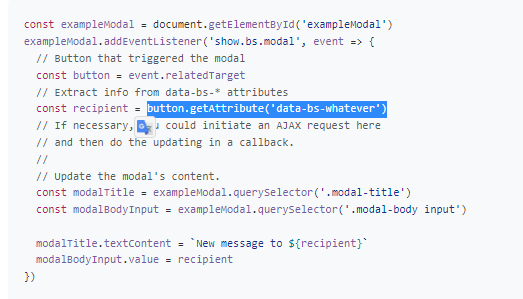 const exampleModal = document.getElementById('exampleModal')
exampleModal.addEventListener('show.bs.modal', event => {
  // Button that triggered the modal
  const button = event.relatedTarget
  // Extract info from data-bs-* attributes
  const recipient = button.getAttribute('data-bs-whatever')
  // If necessary, could initiate an AJAX request here
  // and then do the updating in a callback.
  //
  // Update the modal's content.
  const modalTitle = exampleModal.querySelector('.modal-title')
  const modalBodyInput = exampleModal.querySelector('.modal-body input')

  modalTitle.textContent = `New message to ${recipient}`
  modalBodyInput.value = recipient
})